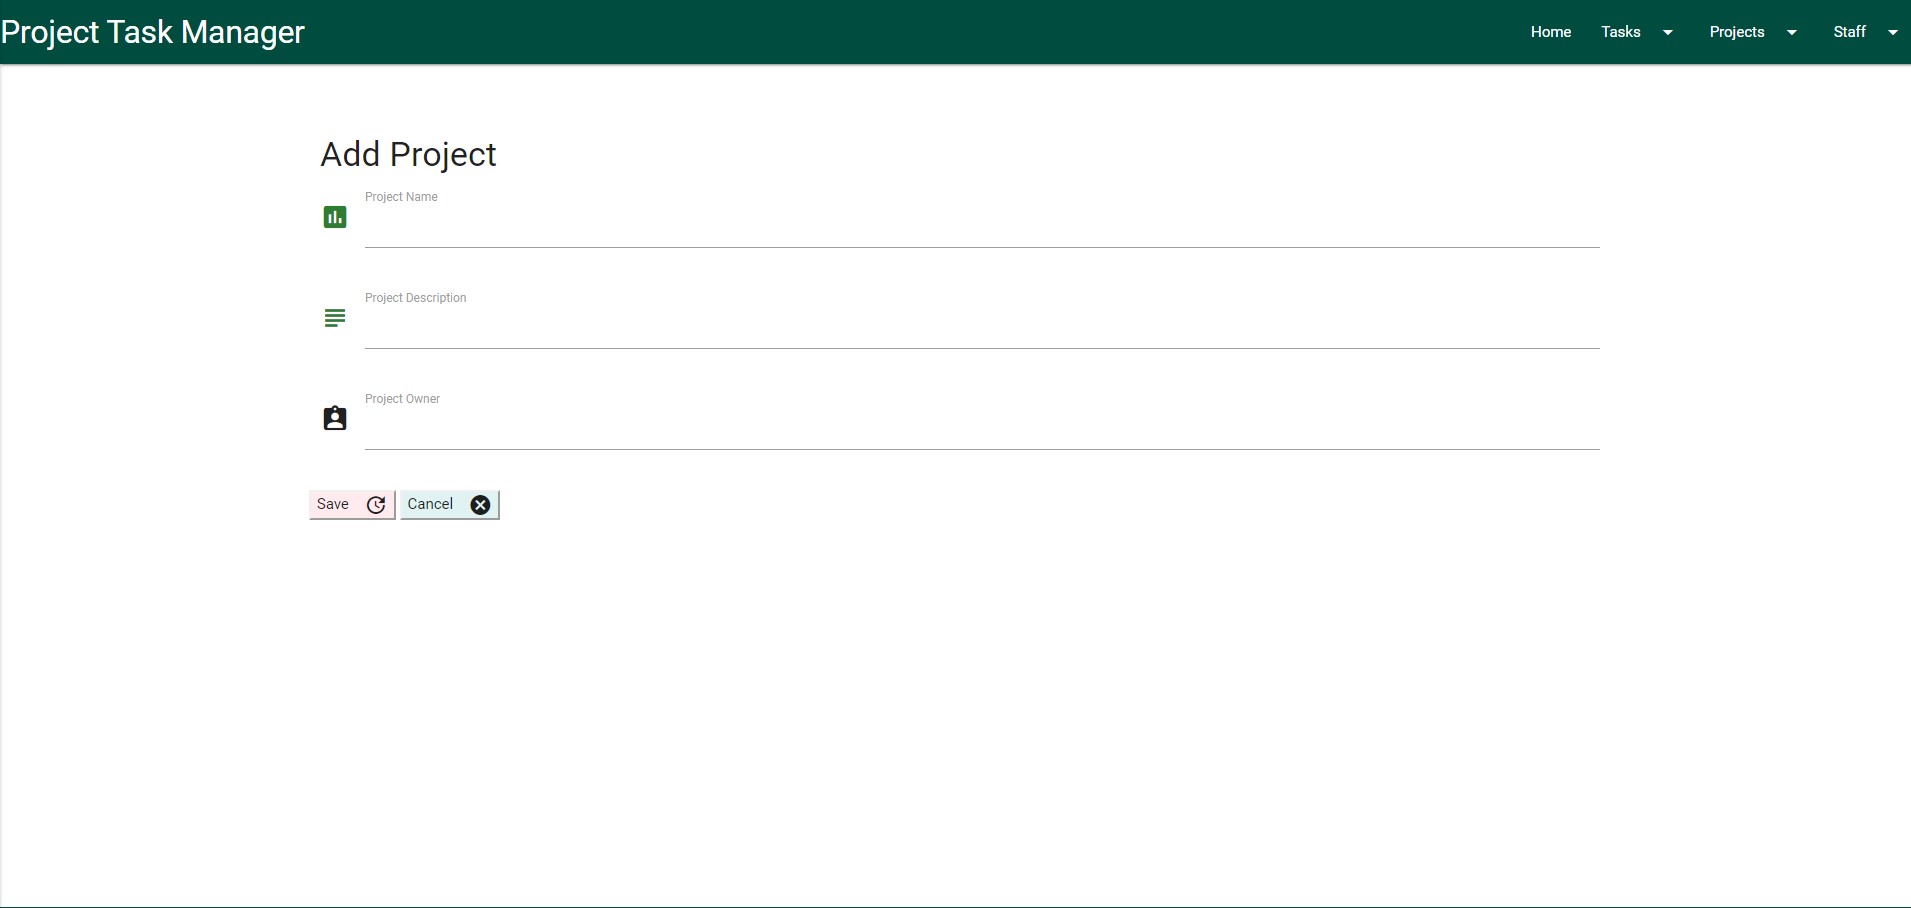 Project Task Manager
Home Tasks Projects Staff
Add Project
Project Name
Project Description
Project Owner
Save Cancel